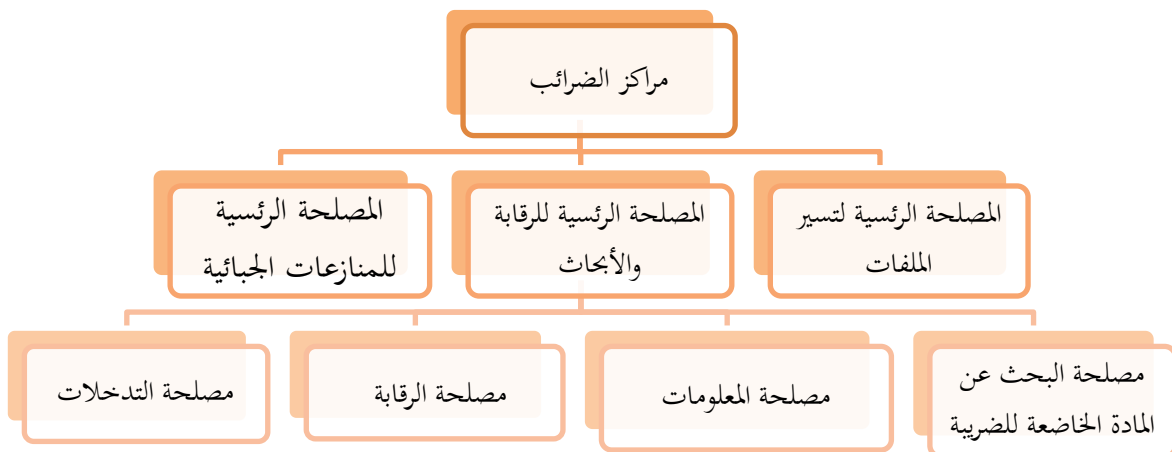 مراكز الضرائب
المصلحة الرئسية لتسير
الملفات
المصلحة الرئسية للرقابة
والأبحاث
المصلحة الرئسية
للمنازعات الجبائية
مصلحة البحث عن
المادة الخاضعة للضريبة
مصلحة المعلومات
مصلحة الرقابة
مصلحة التدخلات